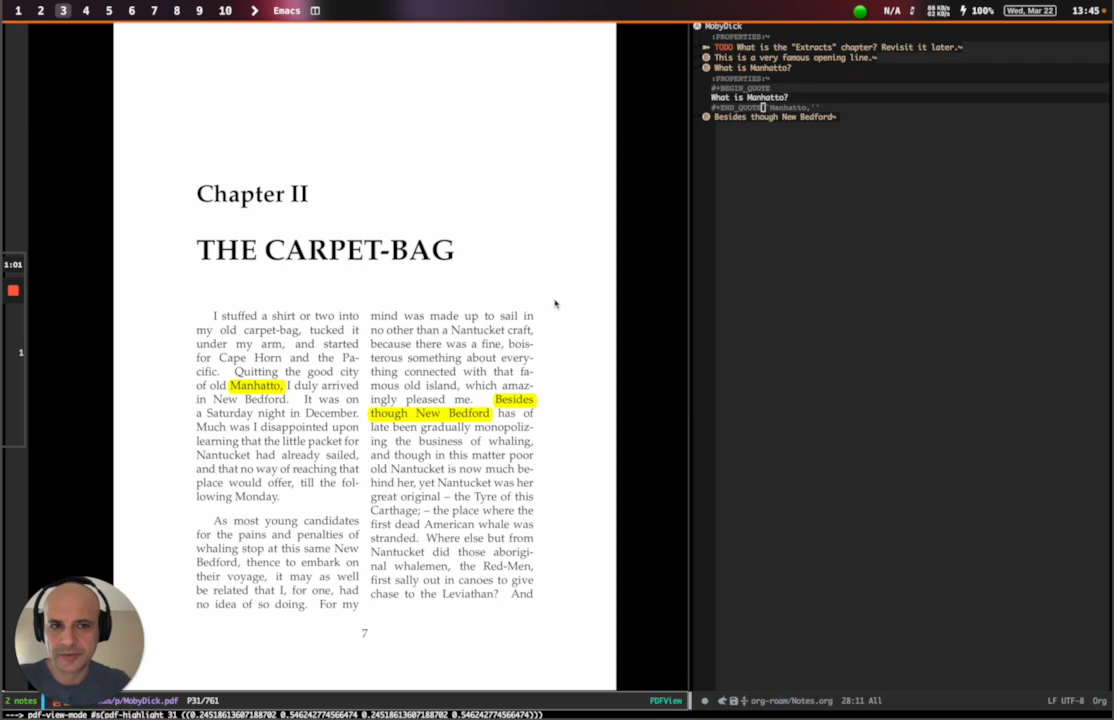 1 2 3 4 5 6 7 8 9 10 Emacs
N/A 88 KB/s 62 KB/s 100% Wed, Mar 22 13:45
Chapter II
THE CARPET-BAG
I stuffed a shirt or two into
my old carpet-bag, tucked it
under my arm, and started
for Cape Horn and the Pa-
cific. Quitting the good city
of old Manhatto, I duly arrived
in New Bedford. It was on
a Saturday night in December.
Much was I disappointed upon
learning that the little packet for
Nantucket had already sailed,
and that no way of reaching that
place would offer, till the fol-
lowing Monday.
As most young candidates
for the pains and penalties of
whaling stop at this same New
Bedford, thence to embark on
their voyage, it may as well
be related that I, for one, had
no idea of so doing. For my
mind was made up to sail in
no other than a Nantucket craft,
because there was a fine, bois-
terous something about every-
thing connected with that fa-
mous old island, which amaz-
ingly pleased me. Besides
though New Bedford has of
late been gradually monopoliz-
ing the business of whaling,
and though in this matter poor
old Nantucket is now much be-
hind her, yet Nantucket was her
great original – the Tyre of this
Carthage; – the place where the
first dead American whale was
stranded. Where else but from
Nantucket did those aborigi-
nal whalemen, the Red-Men,
first sally out in canoes to give
chase to the Leviathan? And
7
1:01
1
MobyDick
:PROPERTIES:
TODO What is the "Extracts" chapter? Revisit it later.
This is a very famous opening line.
What is Manhatto?
:PROPERTIES:
#+BEGIN_QUOTE
What is Manhatto?
#+END_QUOTE Manhatto,''
Besides though New Bedford
2 notes /p/MobyDick.pdf P31/761 PDFView
org-roam/Notes.org 28:11 All LF UTF-8 Org
---> pdf-view-mode #s(pdf-highlight 31 ((0.24518613607188702 0.546242774566474 0.24518613607188702 0.546242774566474)))